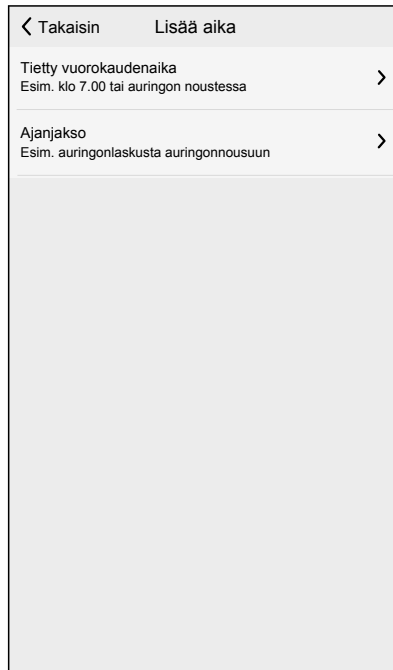 Takaisin Lisää aika
Tietty vuorokaudenaika
Esim. klo 7.00 tai auringon noustessa
Ajanjakso
Esim. auringonlaskusta auringonnousuun